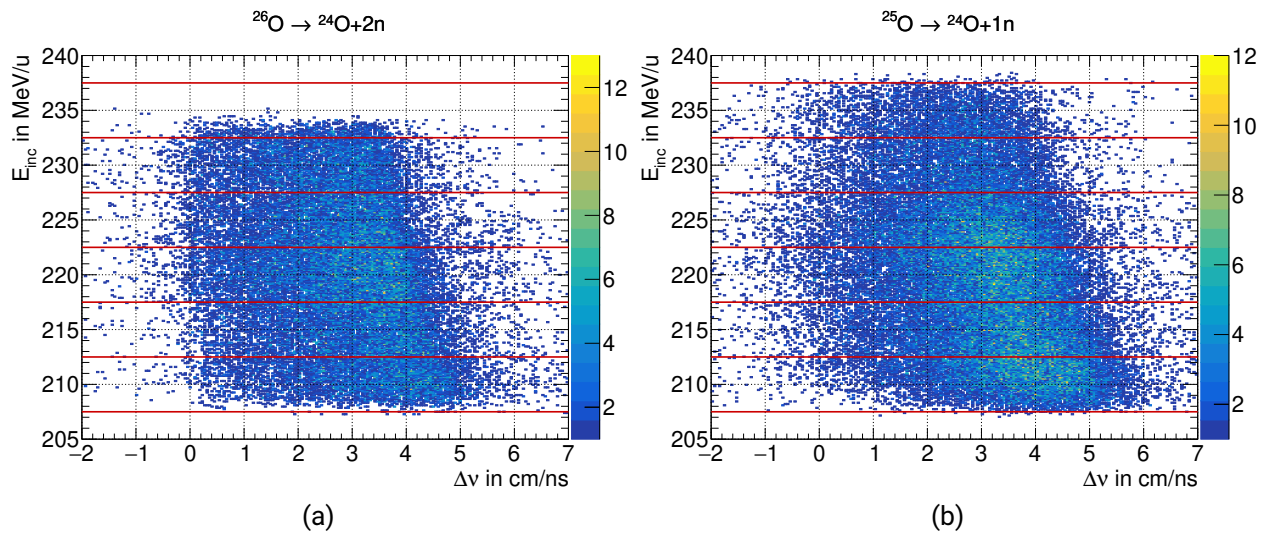 ²⁶O → ²⁴O+2n
E_inc in MeV/u
240
235
230
225
220
215
210
205
−2 −1 0 1 2 3 4 5 6 7
Δν in cm/ns
12
10
8
6
4
2
(a)
²⁵O → ²⁴O+1n
E_inc in MeV/u
240
235
230
225
220
215
210
205
−2 −1 0 1 2 3 4 5 6 7
Δν in cm/ns
12
10
8
6
4
2
(b)